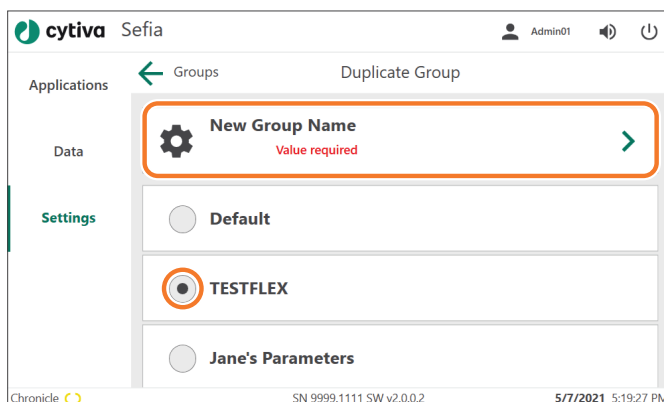 cytiva Sefia Admin01
Applications
Groups Duplicate Group
New Group Name
Value required
Data
Settings
Default
TESTFLEX
Jane's Parameters
Chronicle SN 9999.1111 SW v2.0.0.2 5/7/2021 5:19:27 PM